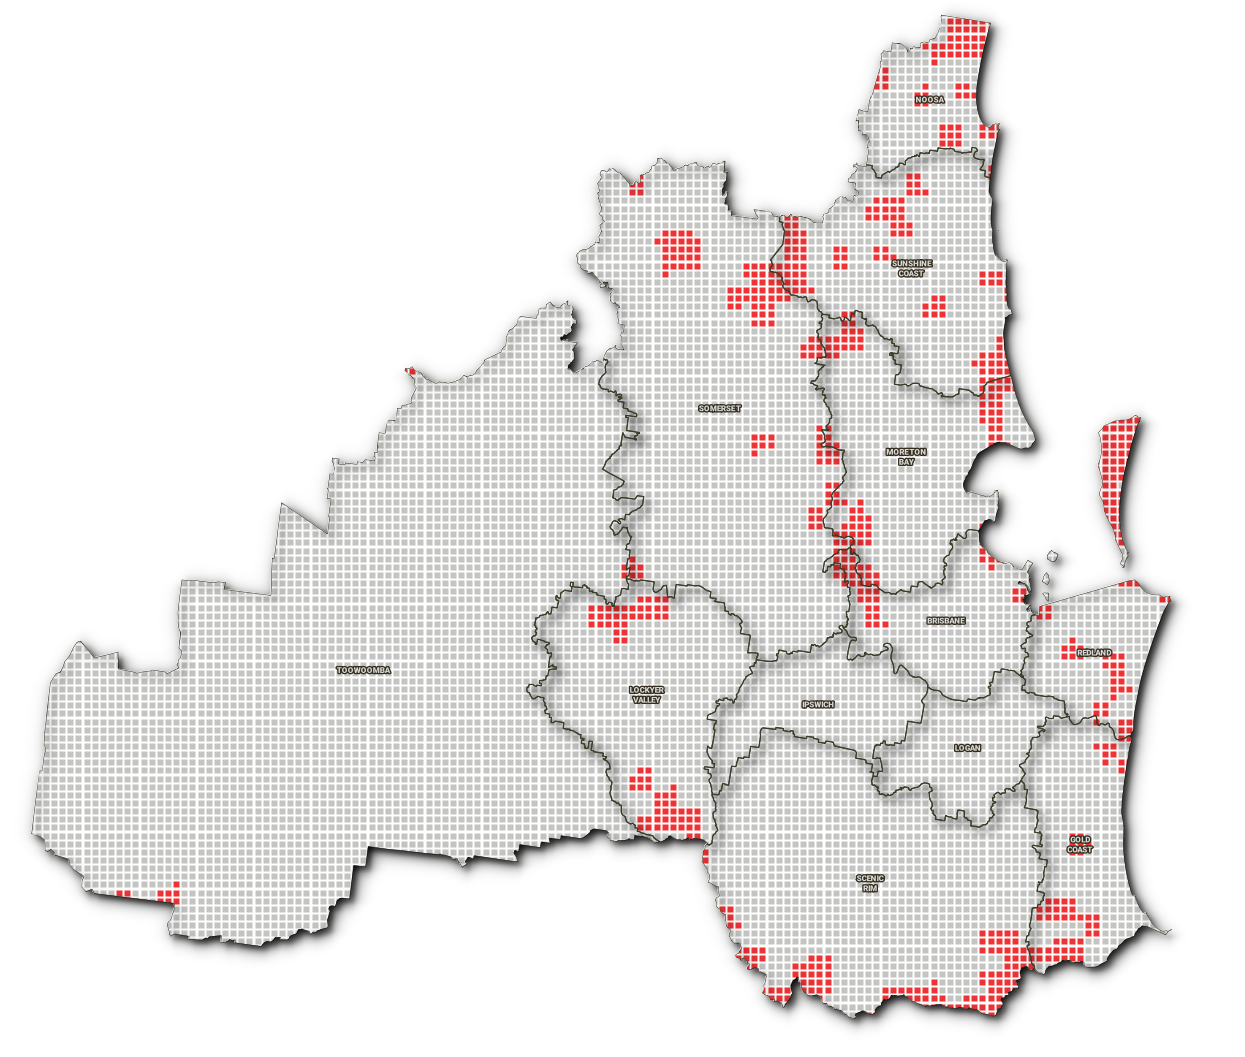 NOOSA
SUNSHINE
COAST
SOMERSET
MORETON
BAY
BRISBANE
REDLAND
TOOWOOMBA
LOCKYER
VALLEY
IPSWICH
LOGAN
GOLD
COAST
SCENIC
RIM